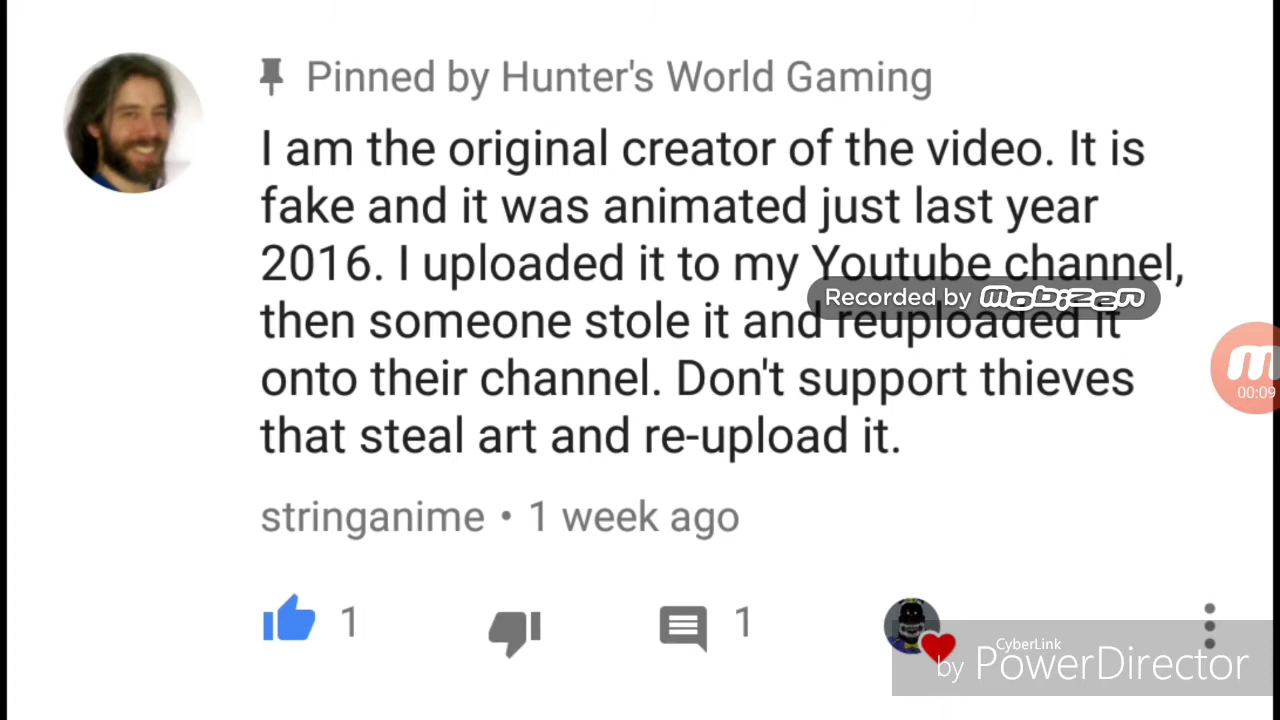 Pinned by Hunter's World Gaming
I am the original creator of the video. It is
fake and it was animated just last year
2016. I uploaded it to my Youtube channel,
Recorded by mobizen
then someone stole it and reuploaded it
onto their channel. Don't support thieves
that steal art and re-upload it.
m
00:09
stringanime • 1 week ago
1
1
CyberLink
by PowerDirector